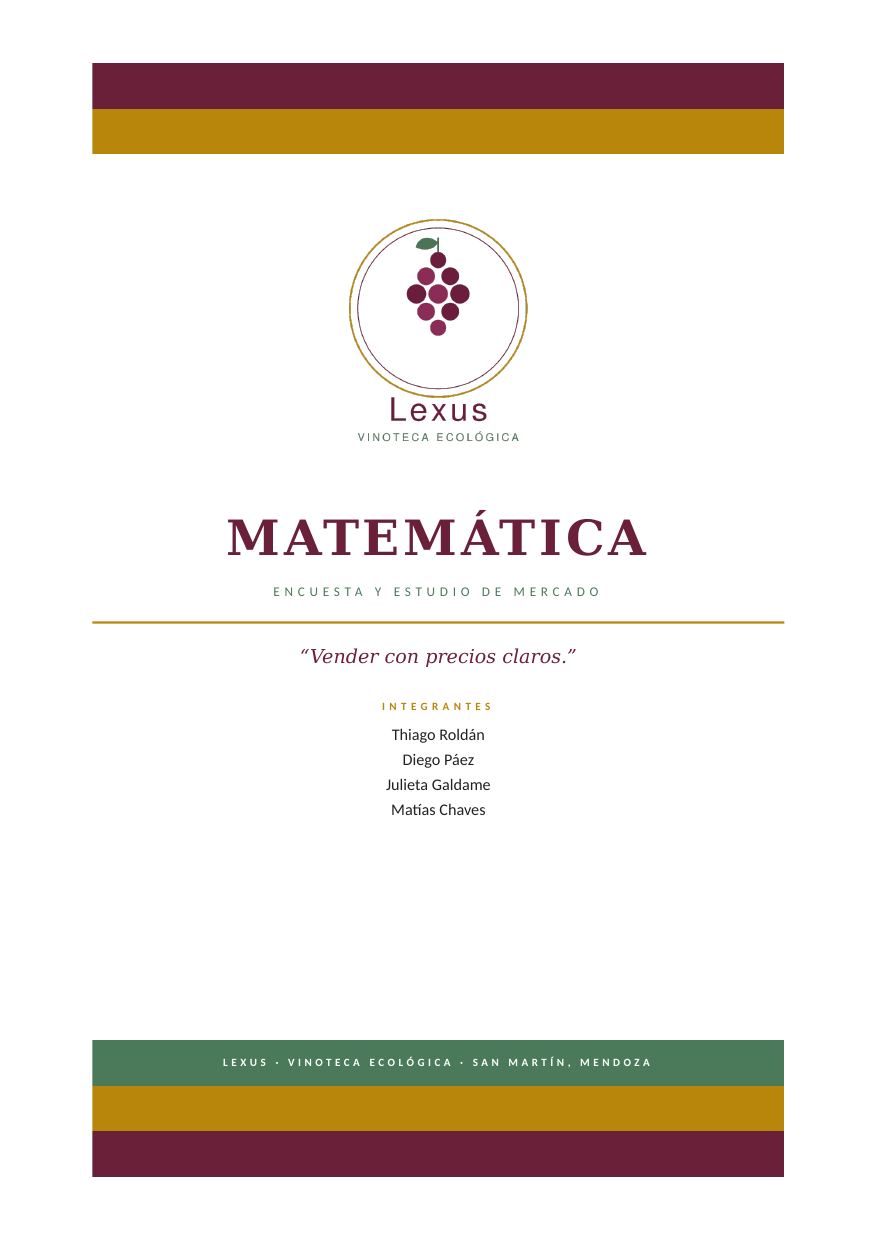 Lexus
VINOTECA ECOLÓGICA
MATEMÁTICA
ENCUESTA Y ESTUDIO DE MERCADO
“Vender con precios claros.”
INTEGRANTES
Thiago Roldán
Diego Páez
Julieta Galdame
Matías Chaves
LEXUS · VINOTECA ECOLÓGICA · SAN MARTÍN, MENDOZA